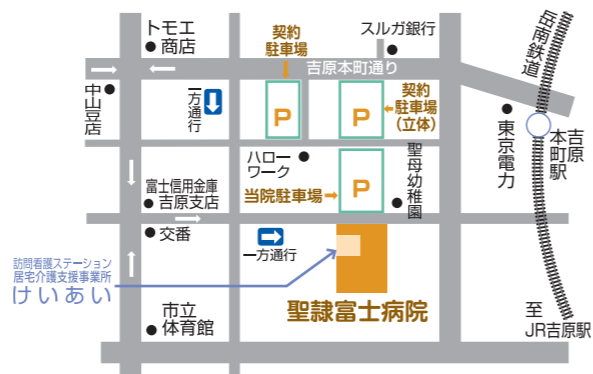 トモエ
商店
契約
駐車場
スルガ銀行
岳南鉄道
吉原本町通り
中山豆店
一方通行
P
P
契約
駐車場
（立体）
東京電力
吉原
本町駅
ハロー
ワーク
聖母幼稚園
富士信用金庫
吉原支店
当院駐車場
P
交番
一方通行
訪問看護ステーション
居宅介護支援事業所
けいあい
市立
体育館
聖隷富士病院
至
JR吉原駅